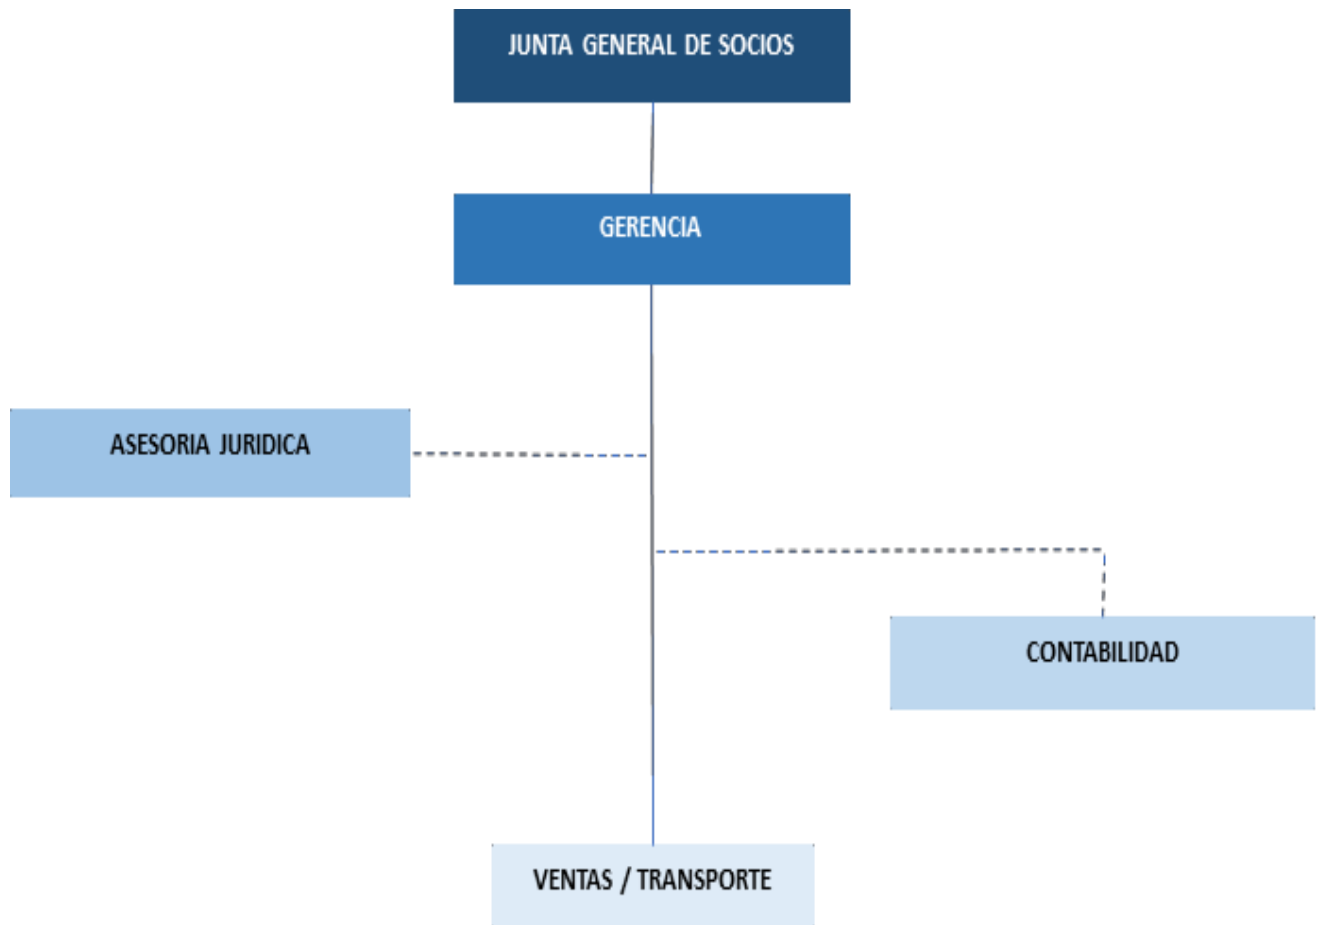 JUNTA GENERAL DE SOCIOS
GERENCIA
ASESORIA JURIDICA
CONTABILIDAD
VENTAS / TRANSPORTE